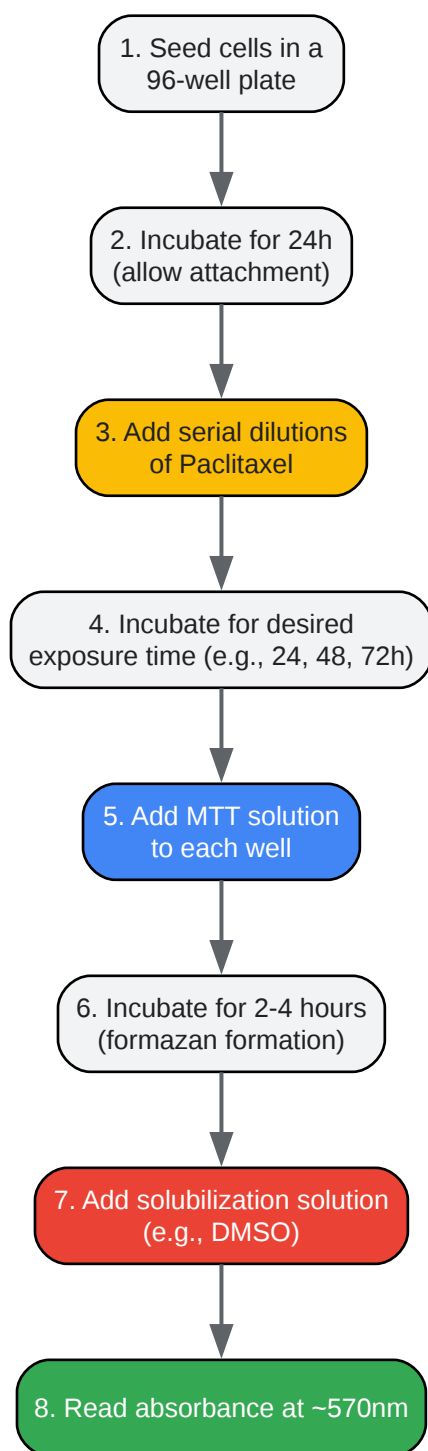 1. Seed cells in a
96-well plate
2. Incubate for 24h
(allow attachment)
3. Add serial dilutions
of Paclitaxel
4. Incubate for desired
exposure time (e.g., 24, 48, 72h)
5. Add MTT solution
to each well
6. Incubate for 2-4 hours
(formazan formation)
7. Add solubilization solution
(e.g., DMSO)
8. Read absorbance at ~570nm